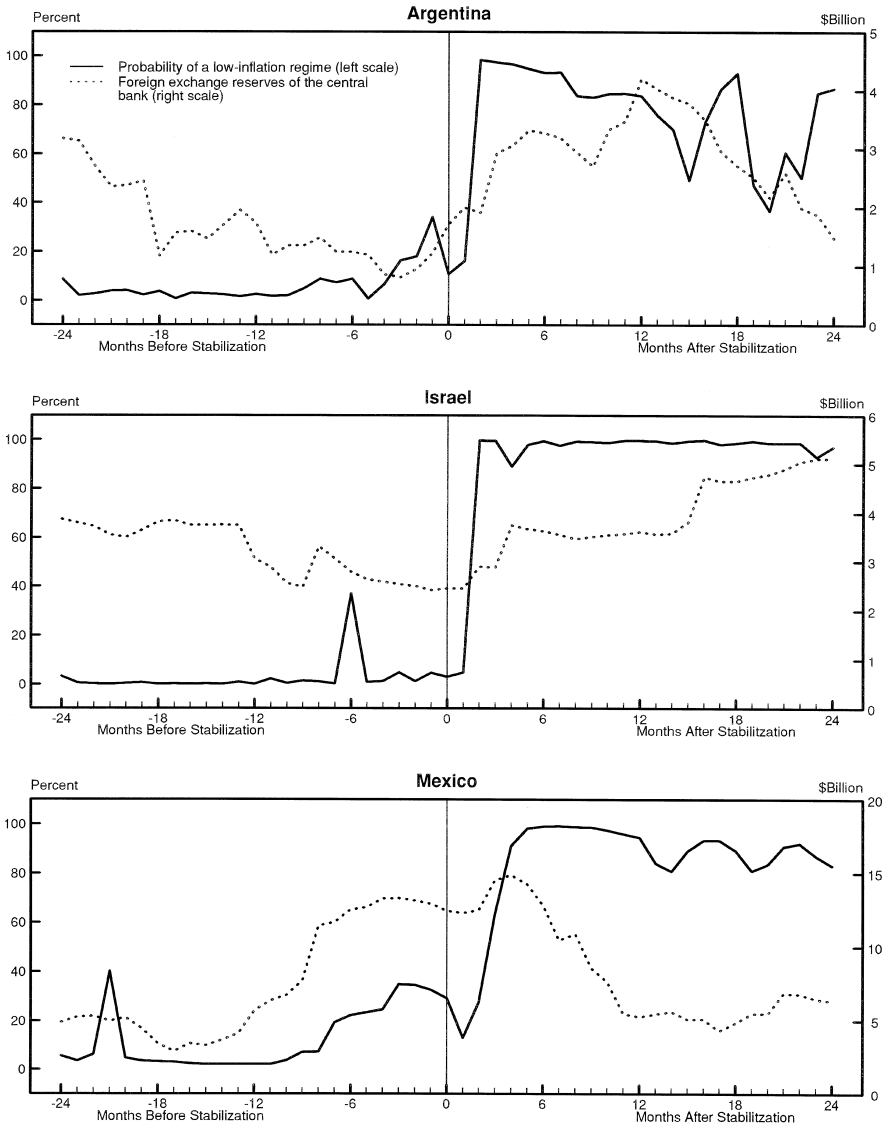 Argentina
Percent
$Billion
Probability of a low-inflation regime (left scale)
Foreign exchange reserves of the central
bank (right scale)
100
80
60
40
20
0
5
4
3
2
1
0
-24 -18 -12 -6 0 6 12 18 24
Months Before Stabilization
Months After Stabilitzation
Israel
Percent
$Billion
100
80
60
40
20
0
6
5
4
3
2
1
0
-24 -18 -12 -6 0 6 12 18 24
Months Before Stabilization
Months After Stabilitzation
Mexico
Percent
$Billion
100
80
60
40
20
0
20
15
10
5
0
-24 -18 -12 -6 0 6 12 18 24
Months Before Stabilization
Months After Stabilitzation